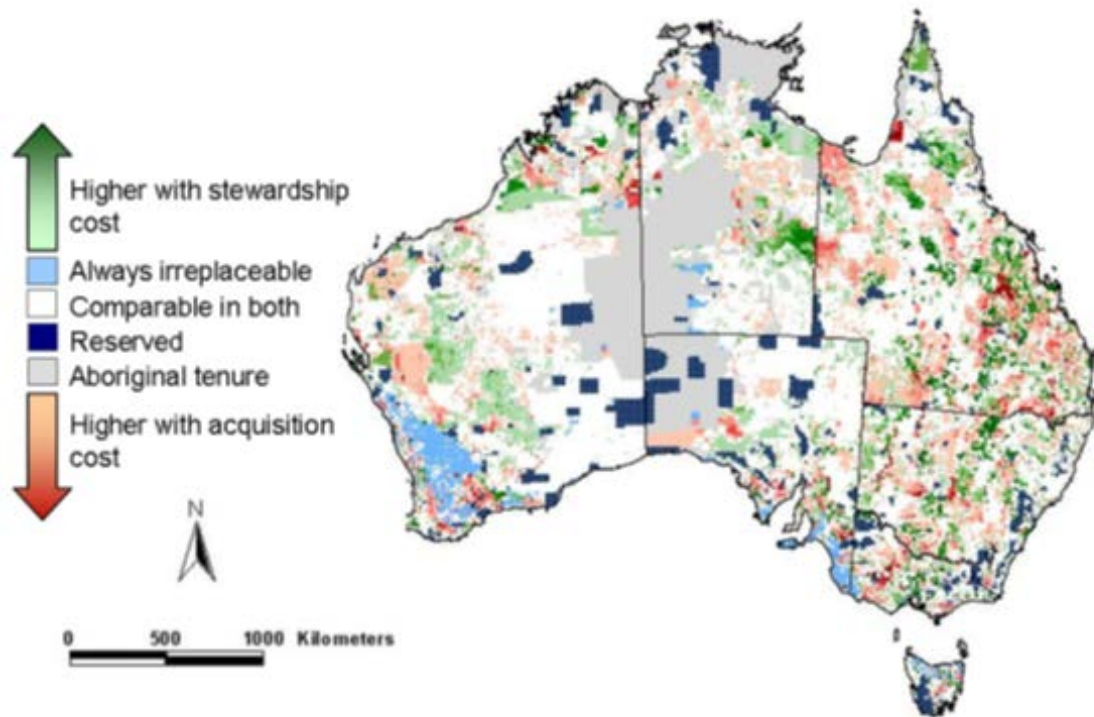 Higher with stewardship
cost
Always irreplaceable
Comparable in both
Reserved
Aboriginal tenure
Higher with acquisition
cost
N
0 500 1000 Kilometers